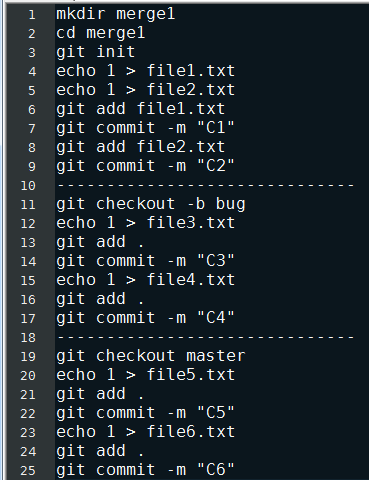 1 mkdir merge1
2 cd merge1
3 git init
4 echo 1 > file1.txt
5 echo 1 > file2.txt
6 git add file1.txt
7 git commit -m "C1"
8 git add file2.txt
9 git commit -m "C2"
10 ------------------------------
11 git checkout -b bug
12 echo 1 > file3.txt
13 git add .
14 git commit -m "C3"
15 echo 1 > file4.txt
16 git add .
17 git commit -m "C4"
18 ------------------------------
19 git checkout master
20 echo 1 > file5.txt
21 git add .
22 git commit -m "C5"
23 echo 1 > file6.txt
24 git add .
25 git commit -m "C6"